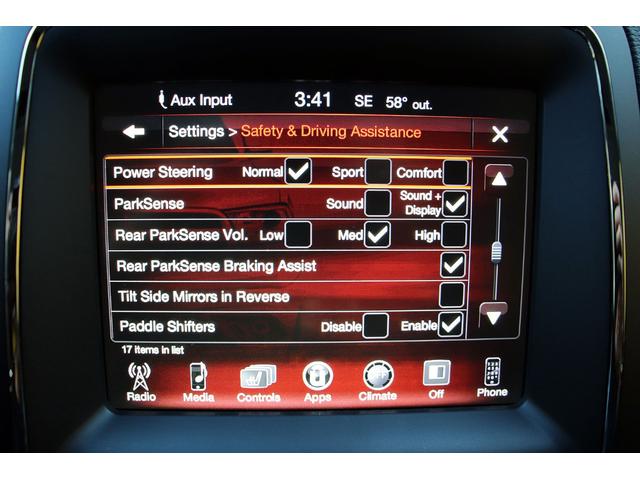 Aux Input 3:41 SE 58° out.
Settings > Safety & Driving Assistance
Power Steering Normal Sport Comfort
ParkSense Sound Sound + Display
Rear ParkSense Vol. Low Med High
Rear ParkSense Braking Assist
Tilt Side Mirrors in Reverse
Paddle Shifters Disable Enable
17 Items in list
Radio Media Controls Apps Climate Off Phone